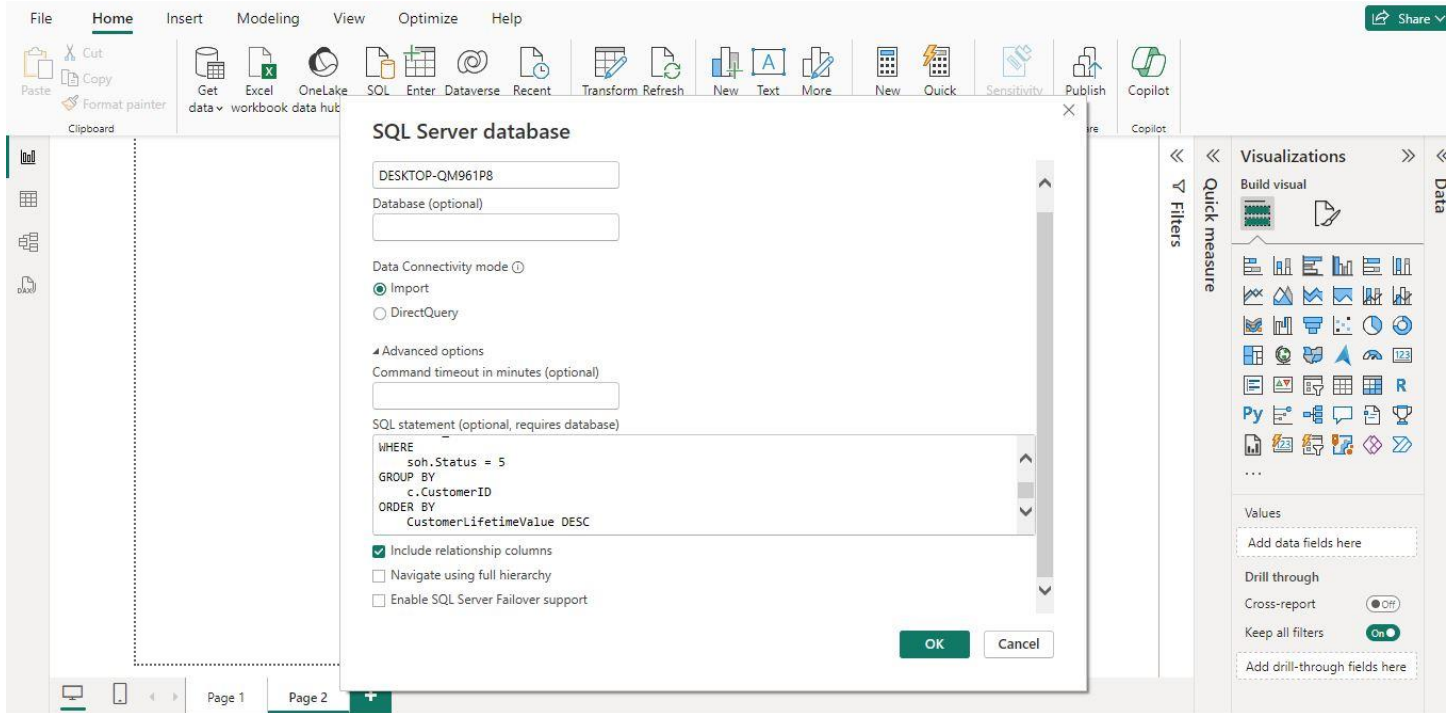 File Home Insert Modeling View Optimize Help
Share
Paste
Cut
Copy
Format painter
Clipboard
Get data
Excel workbook
OneLake data hub
SQL
Enter
Dataverse
Recent
Transform
Refresh
New
Text
More
New
Quick
Sensitivity
Publish
Copilot
Copilot
SQL Server database
DESKTOP-QM961P8
Database (optional)
Data Connectivity mode
Import
DirectQuery
Advanced options
Command timeout in minutes (optional)
SQL statement (optional, requires database)
WHERE
soh.Status = 5
GROUP BY
c.CustomerID
ORDER BY
CustomerLifetimeValue DESC
Include relationship columns
Navigate using full hierarchy
Enable SQL Server Failover support
OK Cancel
Filters
Quick measure
Visualizations
Build visual
123
R
Py
123
...
Values
Add data fields here
Drill through
Cross-report Off
Keep all filters On
Add drill-through fields here
Data
Page 1 Page 2 +